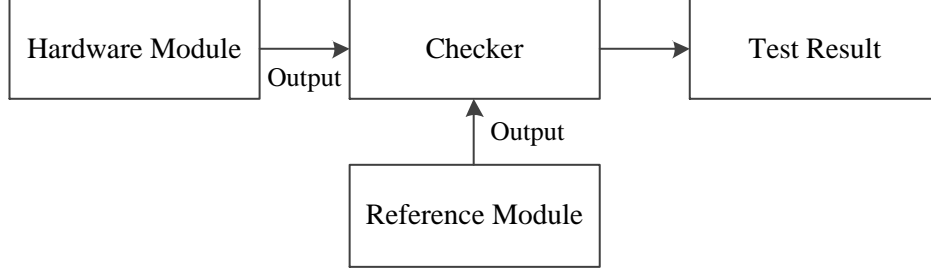 Hardware Module
Checker
Test Result
Output
Output
Reference Module